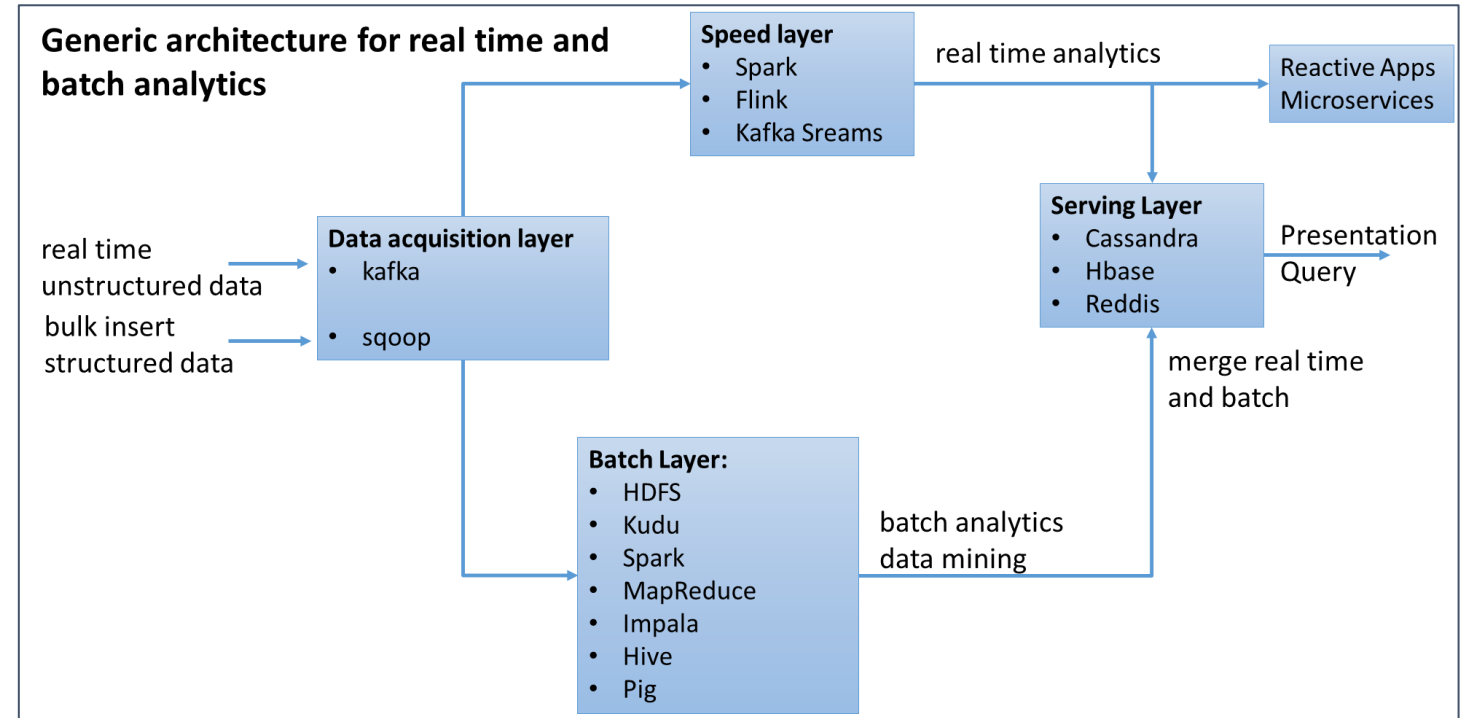 Generic architecture for real time and
batch analytics
Speed layer
• Spark
• Flink
• Kafka Sreams
real time analytics
Reactive Apps
Microservices
real time
unstructured data
bulk insert
structured data
Data acquisition layer
• kafka
• sqoop
Serving Layer
• Cassandra
• Hbase
• Reddis
Presentation
Query
merge real time
and batch
Batch Layer:
• HDFS
• Kudu
• Spark
• MapReduce
• Impala
• Hive
• Pig
batch analytics
data mining